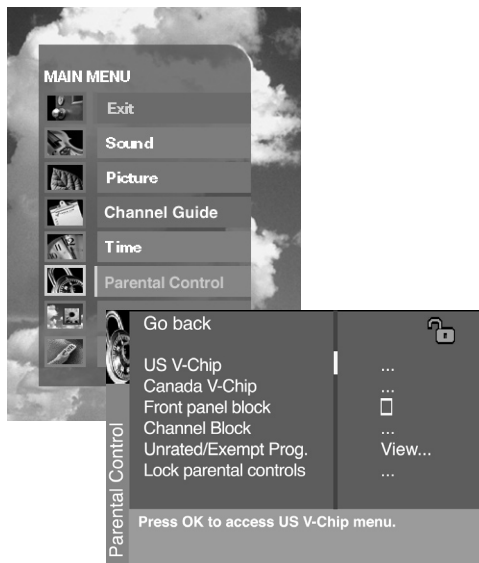 MAIN MENU
Exit
Sound
Picture
Channel Guide
Time
Parental Control
Go back
US V-Chip ...
Canada V-Chip ...
Front panel block
Channel Block ...
Unrated/Exempt Prog. View...
Lock parental controls ...
Parental Control
Press OK to access US V-Chip menu.